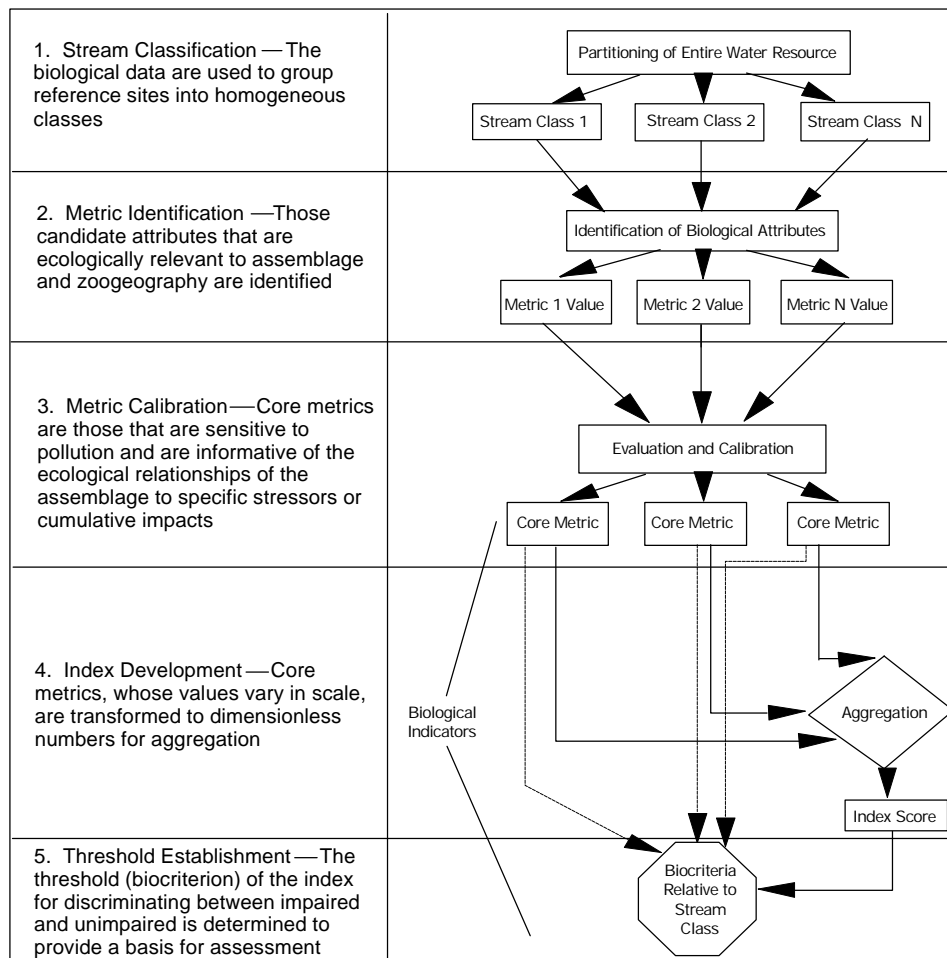 1. Stream Classification — The
biological data are used to group
reference sites into homogeneous
classes
Partitioning of Entire Water Resource
Stream Class 1
Stream Class 2
Stream Class N
2. Metric Identification — Those
candidate attributes that are
ecologically relevant to assemblage
and zoogeography are identified
Identification of Biological Attributes
Metric 1 Value
Metric 2 Value
Metric N Value
3. Metric Calibration — Core metrics
are those that are sensitive to
pollution and are informative of the
ecological relationships of the
assemblage to specific stressors or
cumulative impacts
Evaluation and Calibration
Core Metric
Core Metric
Core Metric
4. Index Development — Core
metrics, whose values vary in scale,
are transformed to dimensionless
numbers for aggregation
Biological
Indicators
Aggregation
Index Score
5. Threshold Establishment — The
threshold (biocriterion) of the index
for discriminating between impaired
and unimpaired is determined to
provide a basis for assessment
Biocriteria
Relative to
Stream
Class